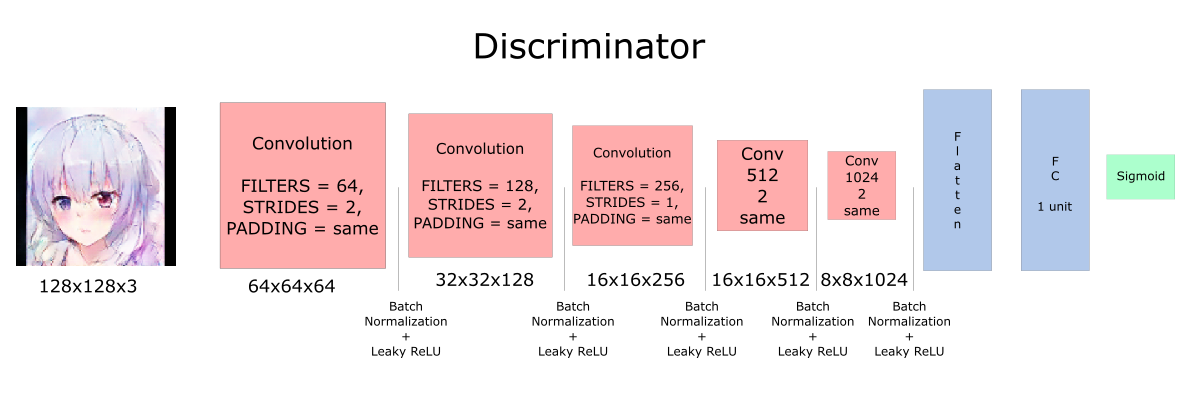 Discriminator
128x128x3
Convolution
FILTERS = 64,
STRIDES = 2,
PADDING = same
64x64x64
Batch
Normalization
+
Leaky ReLU
Convolution
FILTERS = 128,
STRIDES = 2,
PADDING = same
32x32x128
Batch
Normalization
+
Leaky ReLU
Convolution
FILTERS = 256,
STRIDES = 1,
PADDING = same
16x16x256
Batch
Normalization
+
Leaky ReLU
Conv
512
2
same
16x16x512
Batch
Normalization
+
Leaky ReLU
Conv
1024
2
same
8x8x1024
Batch
Normalization
+
Leaky ReLU
F
l
a
t
t
e
n
F
C
1 unit
Sigmoid